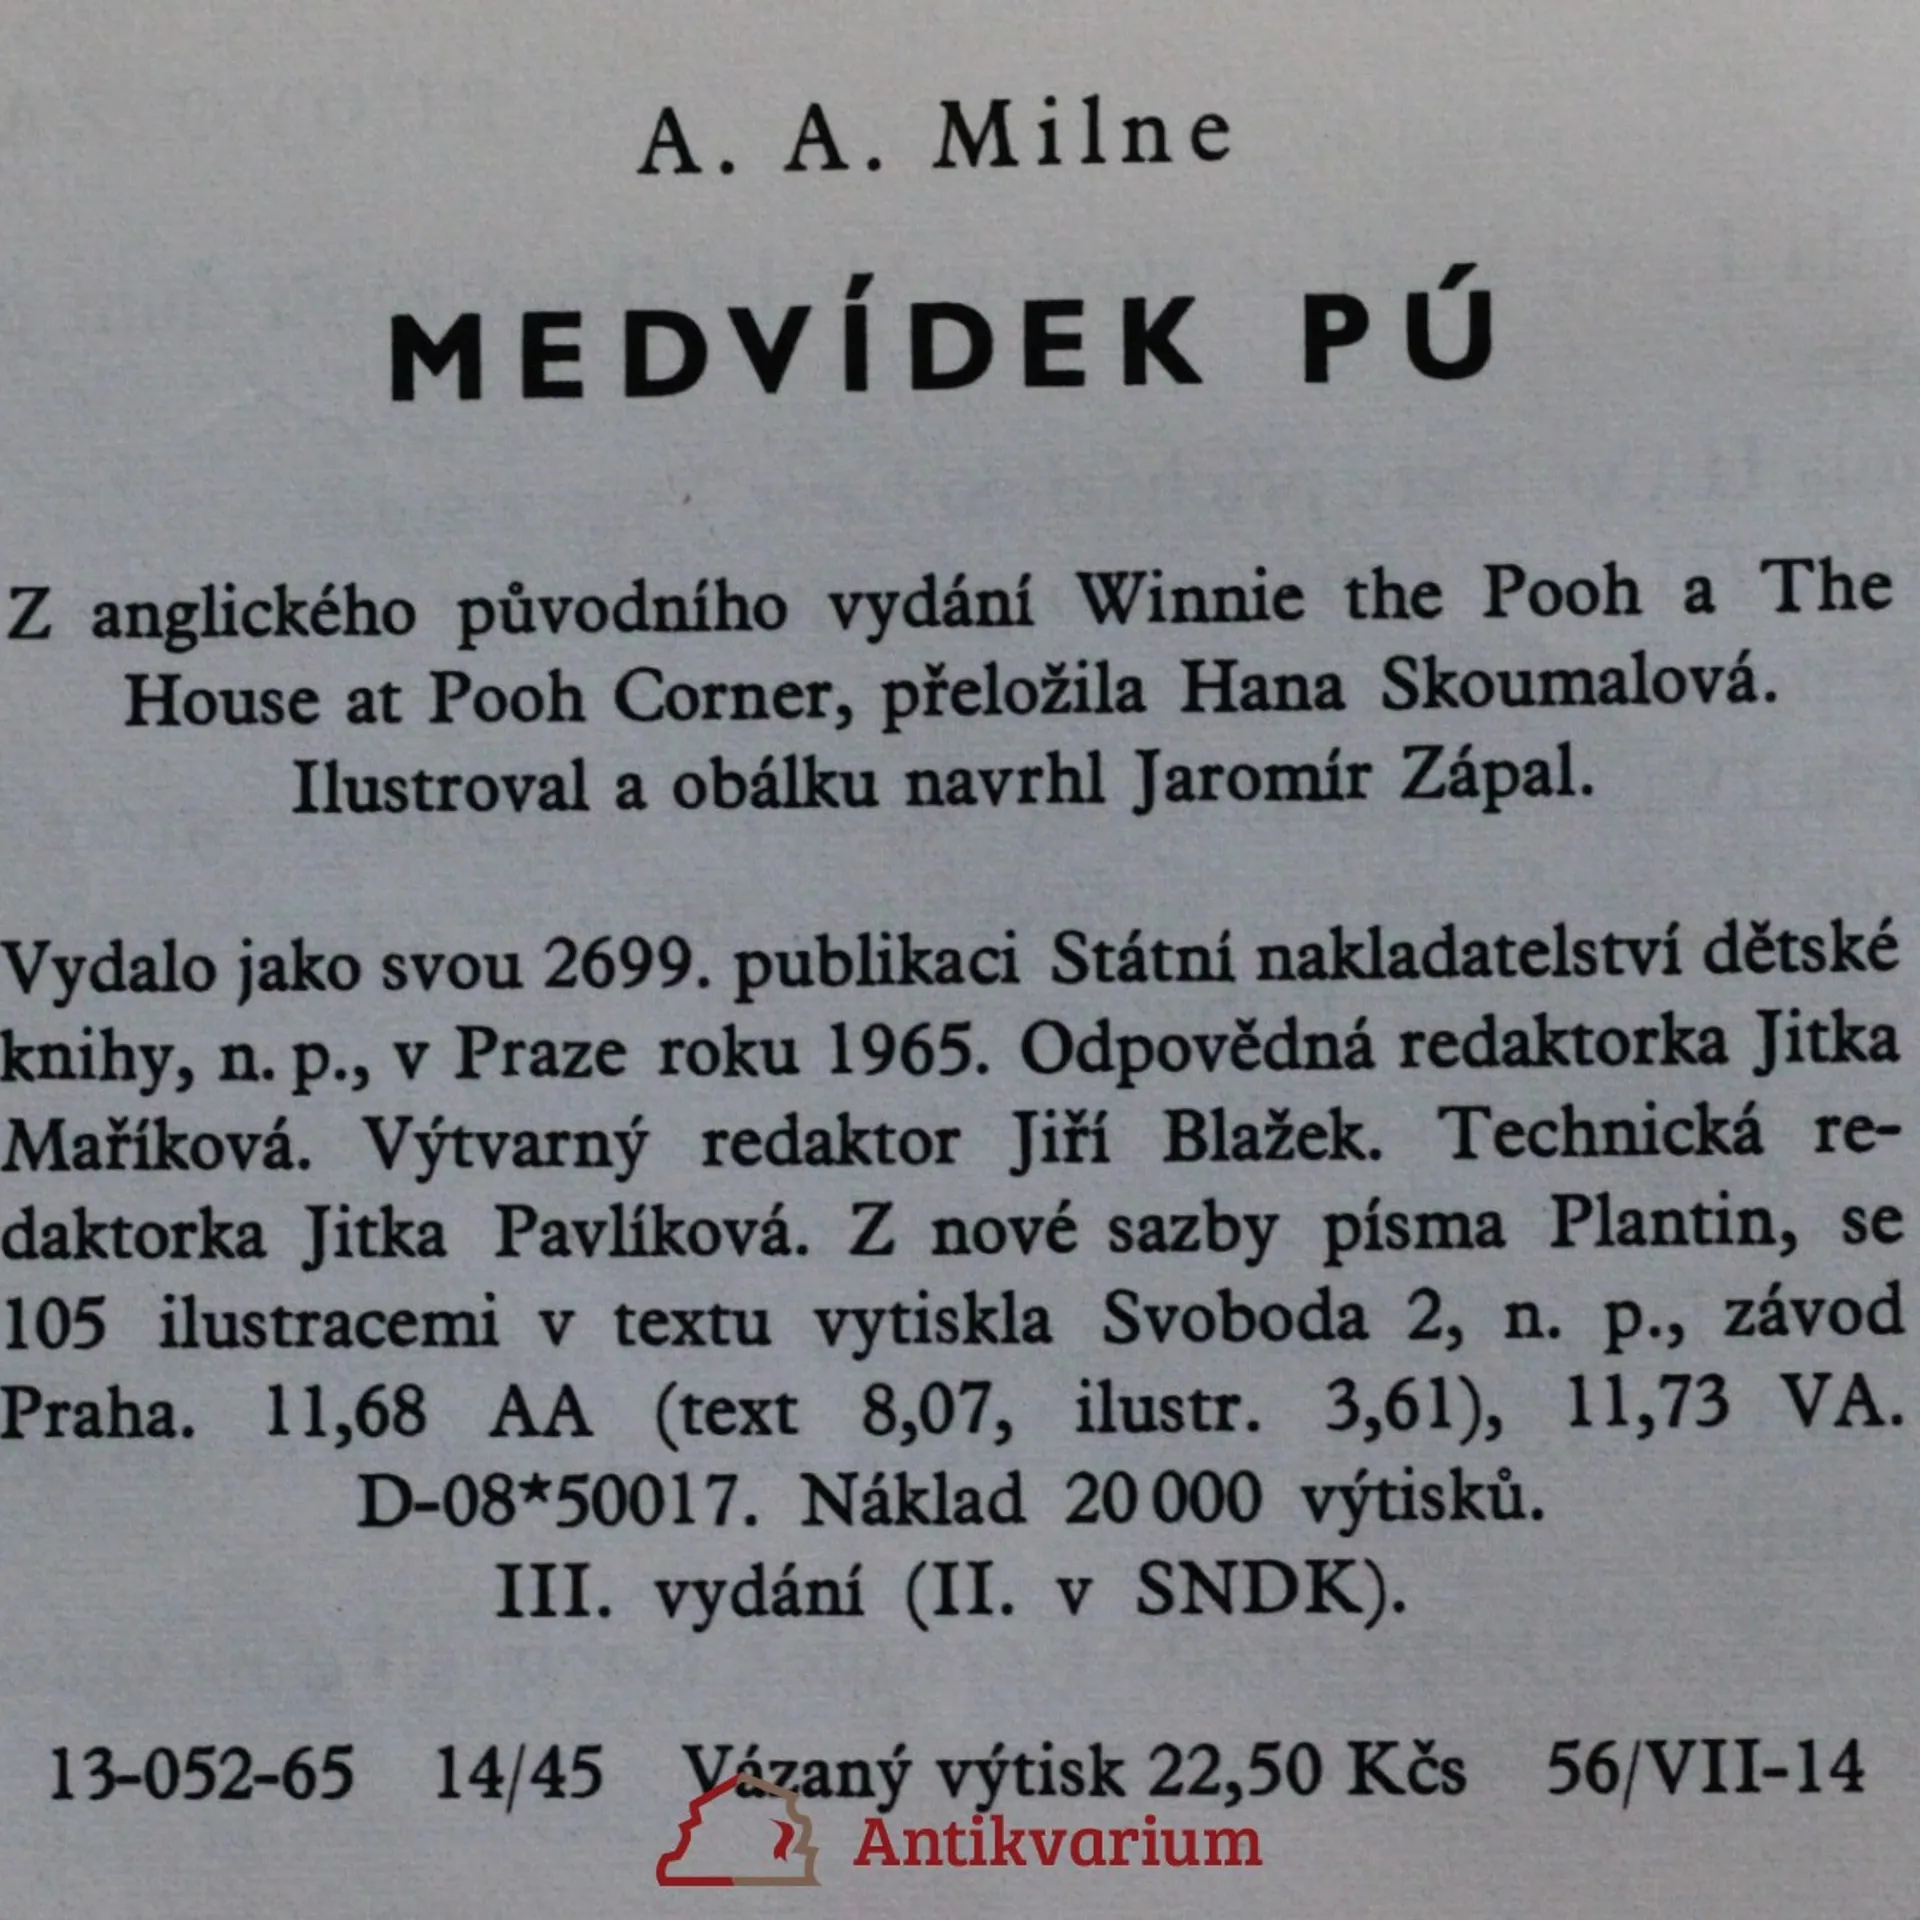 A. A. Milne
MEDVÍDEK PÚ
Z anglického původního vydání Winnie the Pooh a The
House at Pooh Corner, přeložila Hana Skoumalová.
Ilustroval a obálku navrhl Jaromír Zápal.
Vydalo jako svou 2699. publikaci Státní nakladatelství dětské
knihy, n. p., v Praze roku 1965. Odpovědná redaktorka Jitka
Maříková. Výtvarný redaktor Jiří Blažek. Technická re-
daktorka Jitka Pavlíková. Z nové sazby písma Plantin, se
105 ilustracemi v textu vytiskla Svoboda 2, n. p., závod
Praha. 11,68 AA (text 8,07, ilustr. 3,61), 11,73 VA.
D-08*50017. Náklad 20 000 výtisků.
III. vydání (II. v SNDK).
13-052-65 14/45 Vázaný výtisk 22,50 Kčs 56/VII-14
Antikvarium